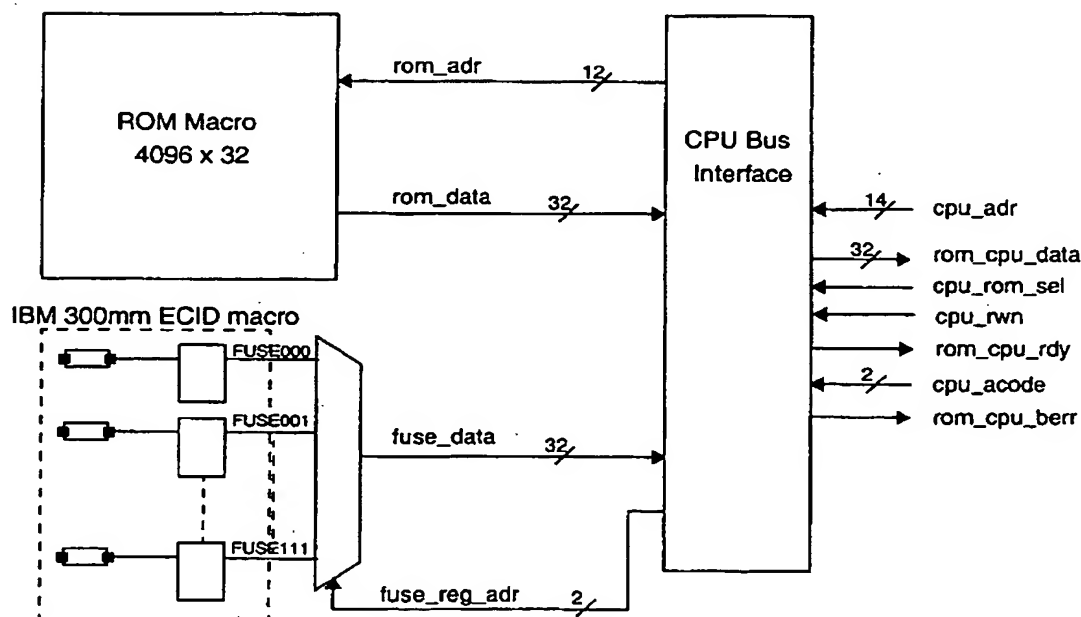 ROM Macro
4096 x 32
rom_adr
12
rom_data
32
CPU Bus
Interface
14
cpu_adr
32
rom_cpu_data
cpu_rom_sel
cpu_rwn
rom_cpu_rdy
2
cpu_acode
rom_cpu_berr
IBM 300mm ECID macro
FUSE000
FUSE001
FUSE111
fuse_data
32
fuse_reg_adr
2